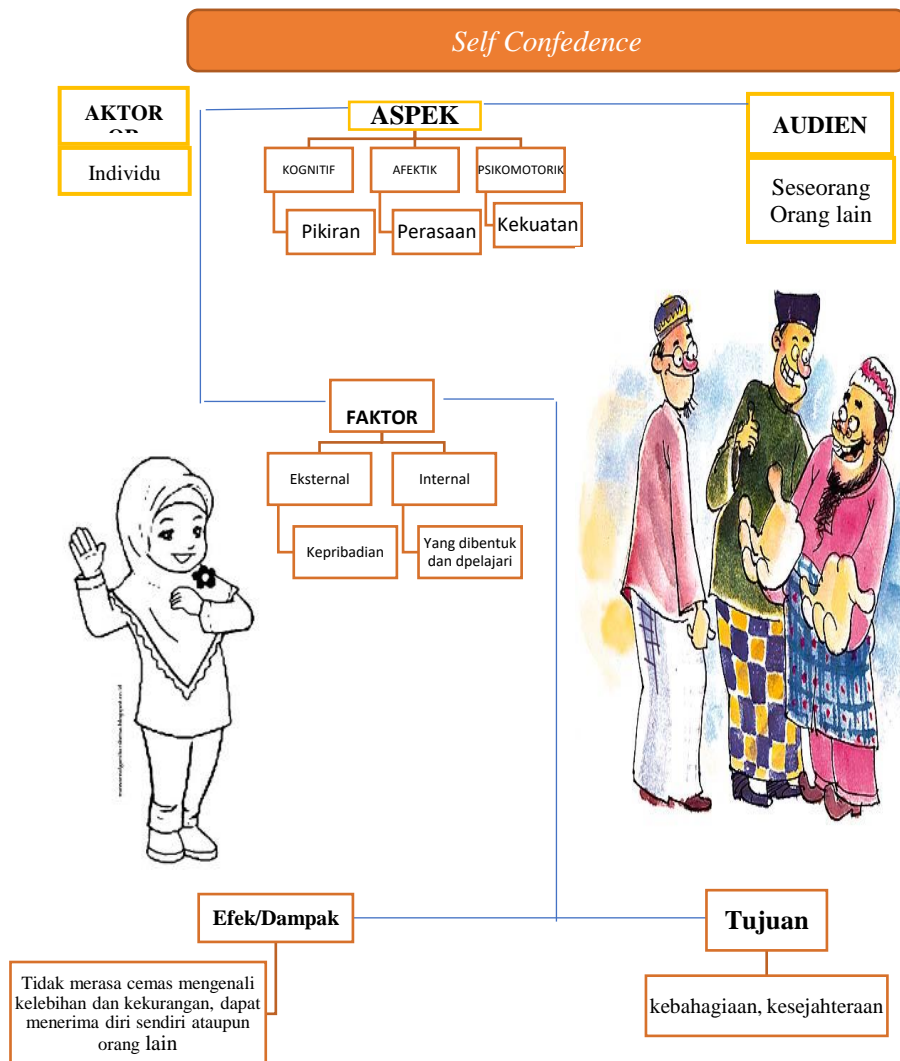 Self Confedence
AKTOR
ASPEK
AUDIEN
Individu
KOGNITIF
AFEKTIK
PSIKOMOTORIK
Pikiran
Perasaan
Kekuatan
Seseorang
Orang lain
FAKTOR
Eksternal
Internal
Kepribadian
Yang dibentuk
dan dpelajari
Efek/Dampak
Tujuan
Tidak merasa cemas mengenali
kelebihan dan kekurangan, dapat
menerima diri sendiri ataupun
orang lain
kebahagiaan, kesejahteraan